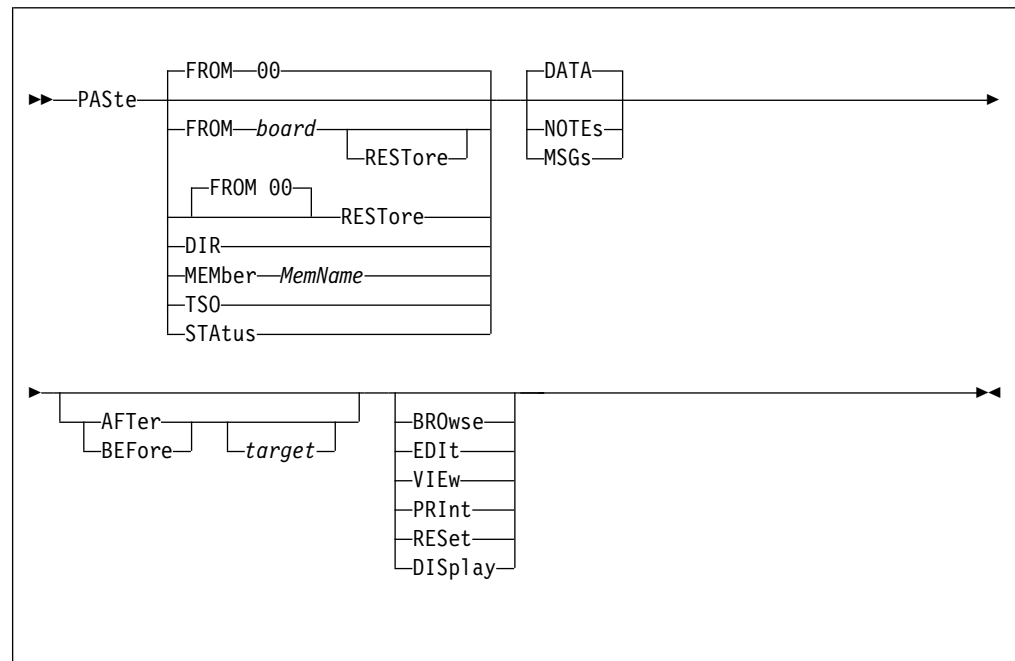 FROM 00 DATA
PASte
FROM board NOTEs
RESTore MSGs
FROM 00
RESTore
DIR
MEMber MemName
TSO
STAtus
AFTer BROwse
BEFore target EDIt
VIEw
PRInt
RESet
DISplay